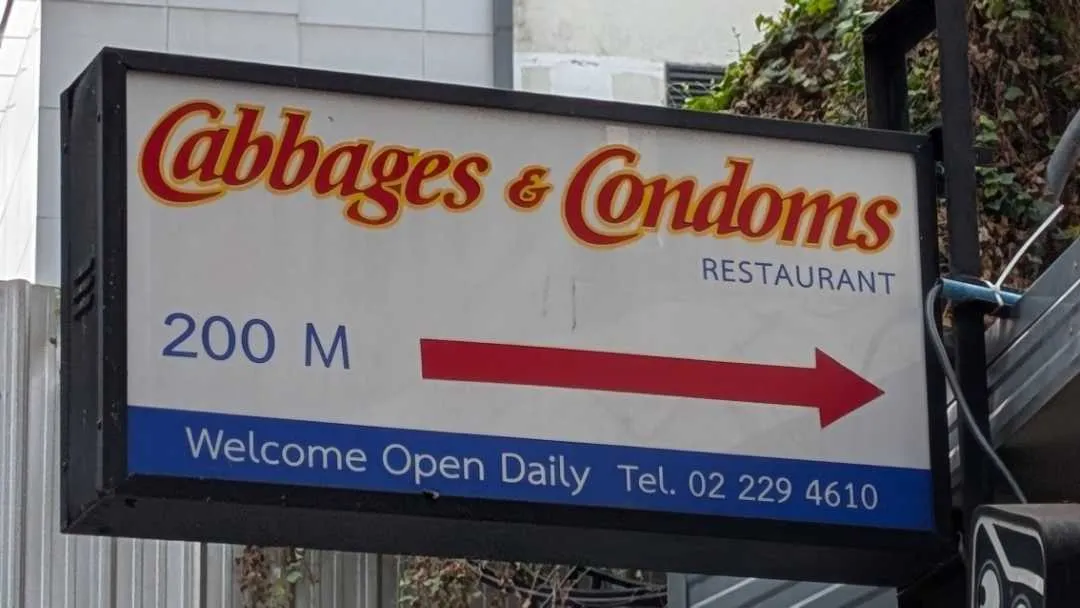 Cabbages & Condoms
RESTAURANT
200 M
Welcome Open Daily Tel. 02 229 4610